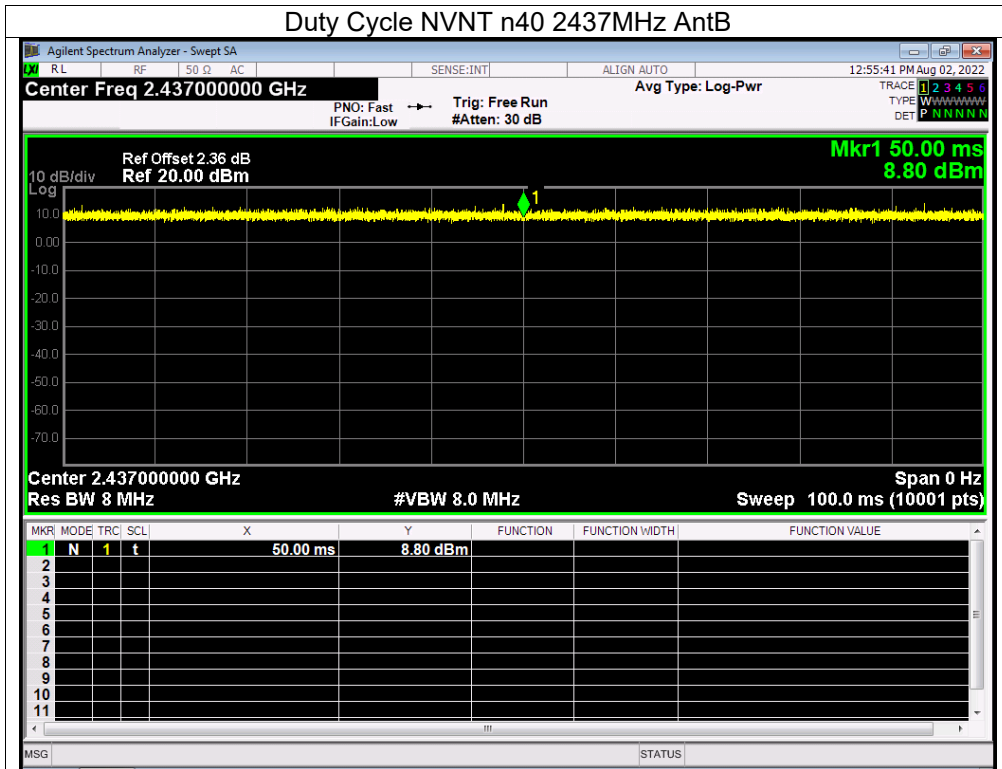 Duty Cycle NVNT n40 2437MHz AntB
Agilent Spectrum Analyzer - Swept SA
LXI RL RF 50 Ω AC SENSE:INT ALIGN AUTO 12:55:41 PM Aug 02, 2022
Center Freq 2.437000000 GHz Avg Type: Log-Pwr TRACE 1 2 3 4 5 6
PNO: Fast Trig: Free Run TYPE WWWWWW
IFGain:Low #Atten: 30 dB DET P N N N N N
Mkr1 50.00 ms
Ref Offset 2.36 dB
10 dB/div Ref 20.00 dBm 8.80 dBm
Log
1
10.0
0.00
-10.0
-20.0
-30.0
-40.0
-50.0
-60.0
-70.0
Center 2.437000000 GHz Span 0 Hz
Res BW 8 MHz #VBW 8.0 MHz Sweep 100.0 ms (10001 pts)
MKR MODE TRC SCL X Y FUNCTION FUNCTION WIDTH FUNCTION VALUE
1 N 1 t 50.00 ms 8.80 dBm
2
3
4
5
6
7
8
9
10
11
MSG STATUS